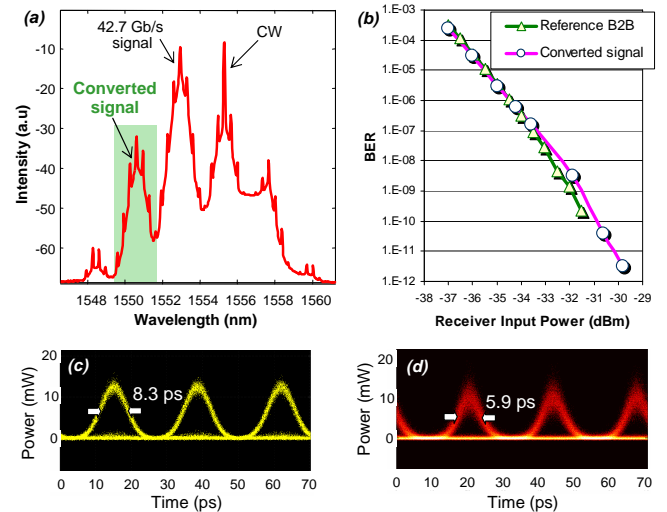 (a)
42.7 Gb/s
signal
CW
Converted
signal
Intensity (a.u)
-10
-20
-30
-40
-50
-60
1548 1550 1552 1554 1556 1558 1560
Wavelength (nm)
(b)
Reference B2B
Converted signal
BER
1.E-03
1.E-04
1.E-05
1.E-06
1.E-07
1.E-08
1.E-09
1.E-10
1.E-11
1.E-12
-38 -37 -36 -35 -34 -33 -32 -31 -30 -29
Receiver Input Power (dBm)
(c)
8.3 ps
Power (mW)
20
10
0
0 10 20 30 40 50 60 70
Time (ps)
(d)
5.9 ps
Power (mW)
20
10
0
0 10 20 30 40 50 60 70
Time (ps)